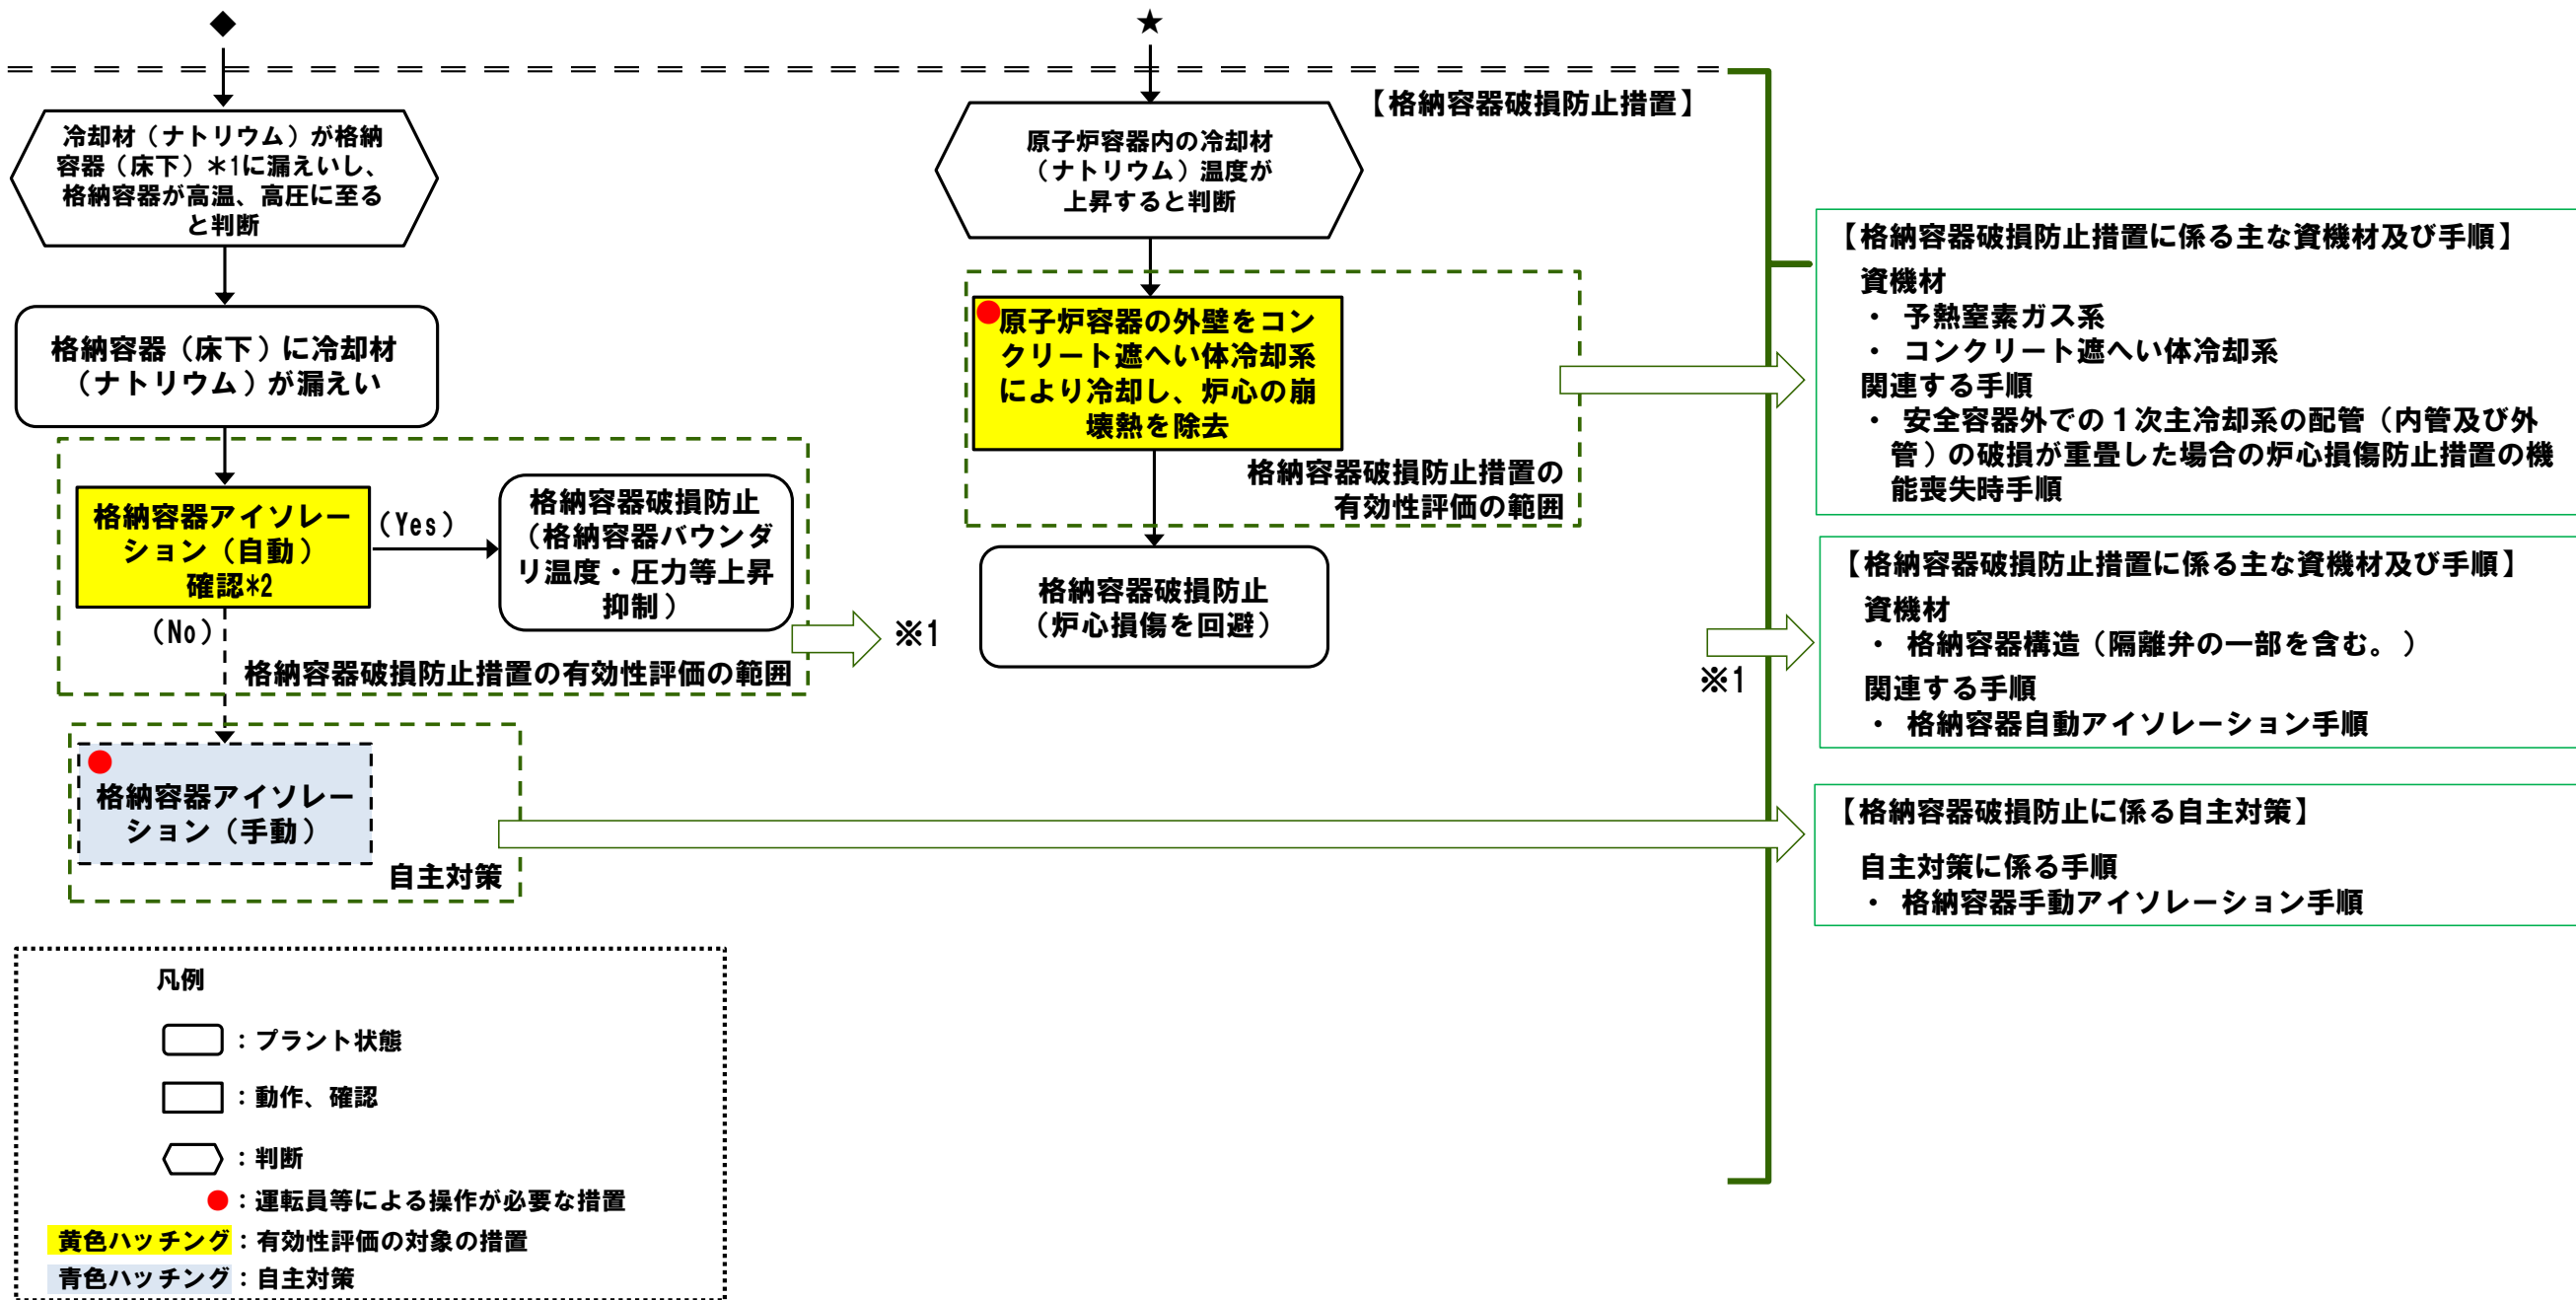 ◆
★
【格納容器破損防止措置】
冷却材（ナトリウム）が格納
容器（床下）＊1に漏えいし、
格納容器が高温、高圧に至る
と判断
格納容器（床下）に冷却材
（ナトリウム）が漏えい
格納容器アイソレー
ション（自動）
確認*2
（Yes）
（No）
格納容器破損防止
（格納容器バウンダ
リ温度・圧力等上昇
抑制）
格納容器破損防止措置の有効性評価の範囲
※1
格納容器アイソレー
ション（手動）
自主対策
原子炉容器内の冷却材
（ナトリウム）温度が
上昇すると判断
原子炉容器の外壁をコン
クリート遮へい体冷却系
により冷却し、炉心の崩
壊熱を除去
格納容器破損防止措置の
有効性評価の範囲
格納容器破損防止
（炉心損傷を回避）
【格納容器破損防止措置に係る主な資機材及び手順】
資機材
・ 予熱窒素ガス系
・ コンクリート遮へい体冷却系
関連する手順
・ 安全容器外での１次主冷却系の配管（内管及び外
管）の破損が重畳した場合の炉心損傷防止措置の機
能喪失時手順
※1
【格納容器破損防止措置に係る主な資機材及び手順】
資機材
・ 格納容器構造（隔離弁の一部を含む。）
関連する手順
・ 格納容器自動アイソレーション手順
【格納容器破損防止に係る自主対策】
自主対策に係る手順
・ 格納容器手動アイソレーション手順
凡例
：プラント状態
：動作、確認
：判断
：運転員等による操作が必要な措置
黄色ハッチング：有効性評価の対象の措置
青色ハッチング：自主対策